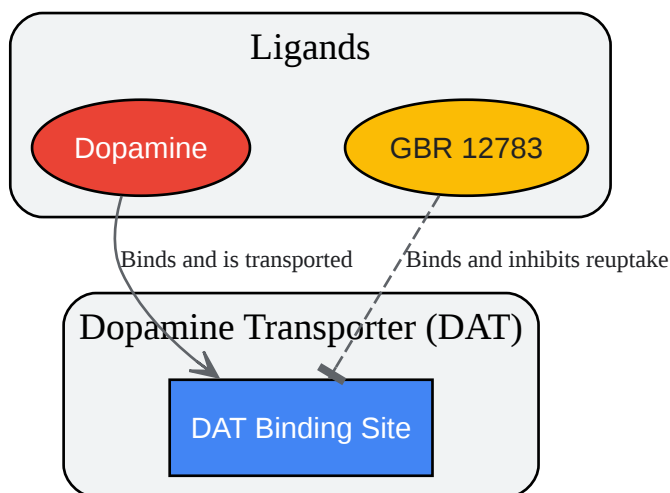 Ligands
Dopamine
GBR 12783
Binds and is transported
Binds and inhibits reuptake
Dopamine Transporter (DAT)
DAT Binding Site